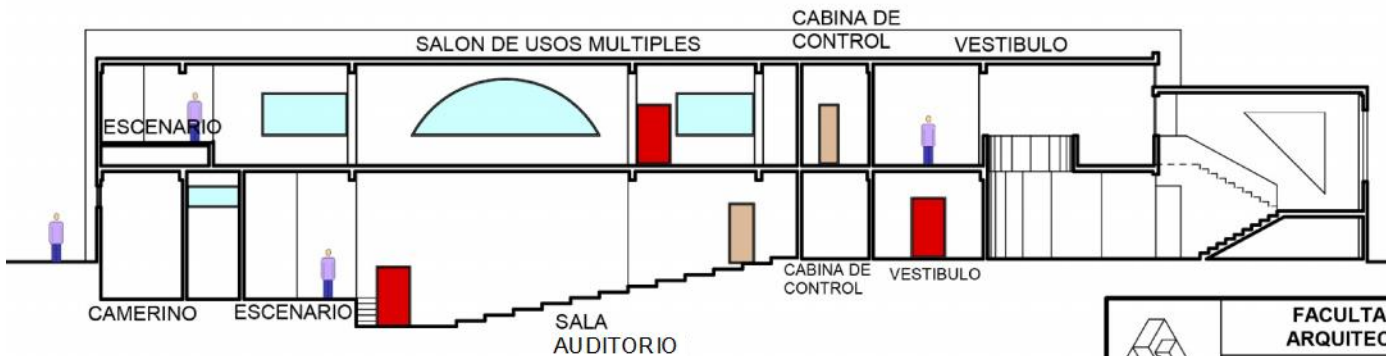 CABINA DE
CONTROL
SALON DE USOS MULTIPLES
VESTIBULO
ESCENARIO
CAMERINO
ESCENARIO
SALA
AUDITORIO
CABINA DE
CONTROL
VESTIBULO
FACULTA
ARQUITEC